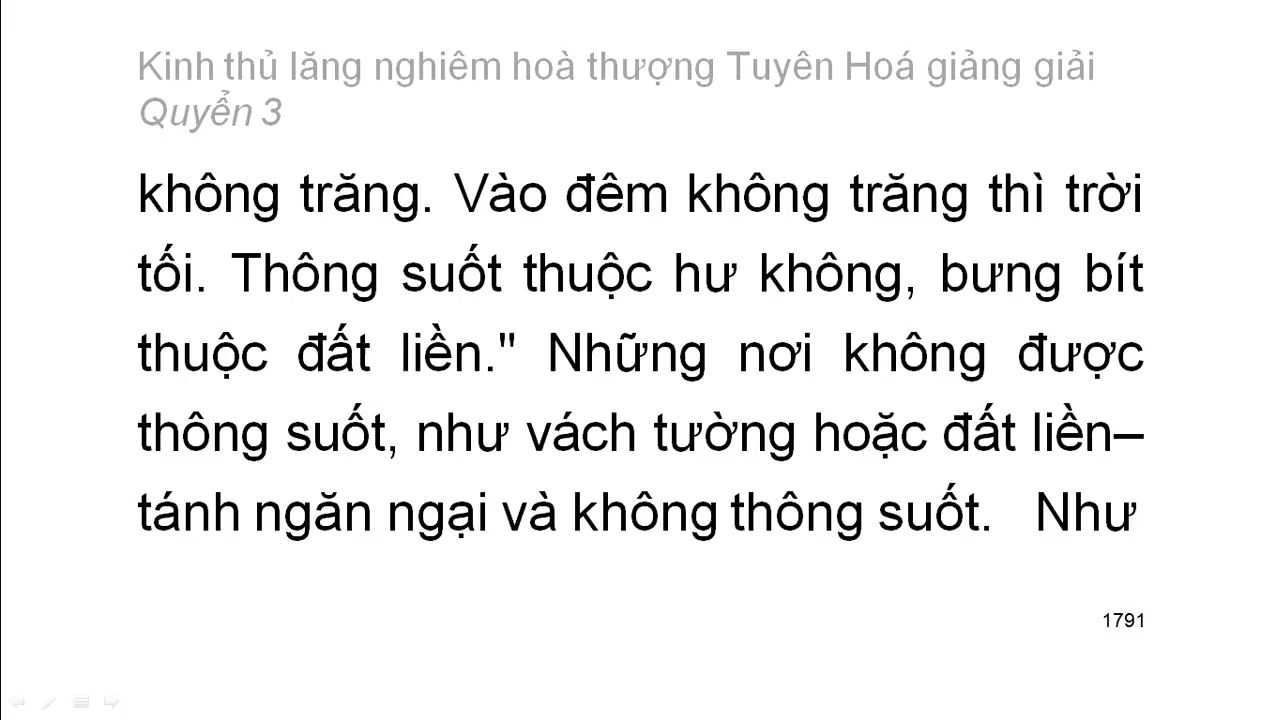 Kinh thủ lăng nghiêm hoà thượng Tuyên Hoá giảng giải
Quyển 3
không trăng. Vào đêm không trăng thì trời
tối. Thông suốt thuộc hư không, bưng bít
thuộc đất liền." Những nơi không được
thông suốt, như vách tường hoặc đất liền–
tánh ngăn ngại và không thông suốt. Như
1791